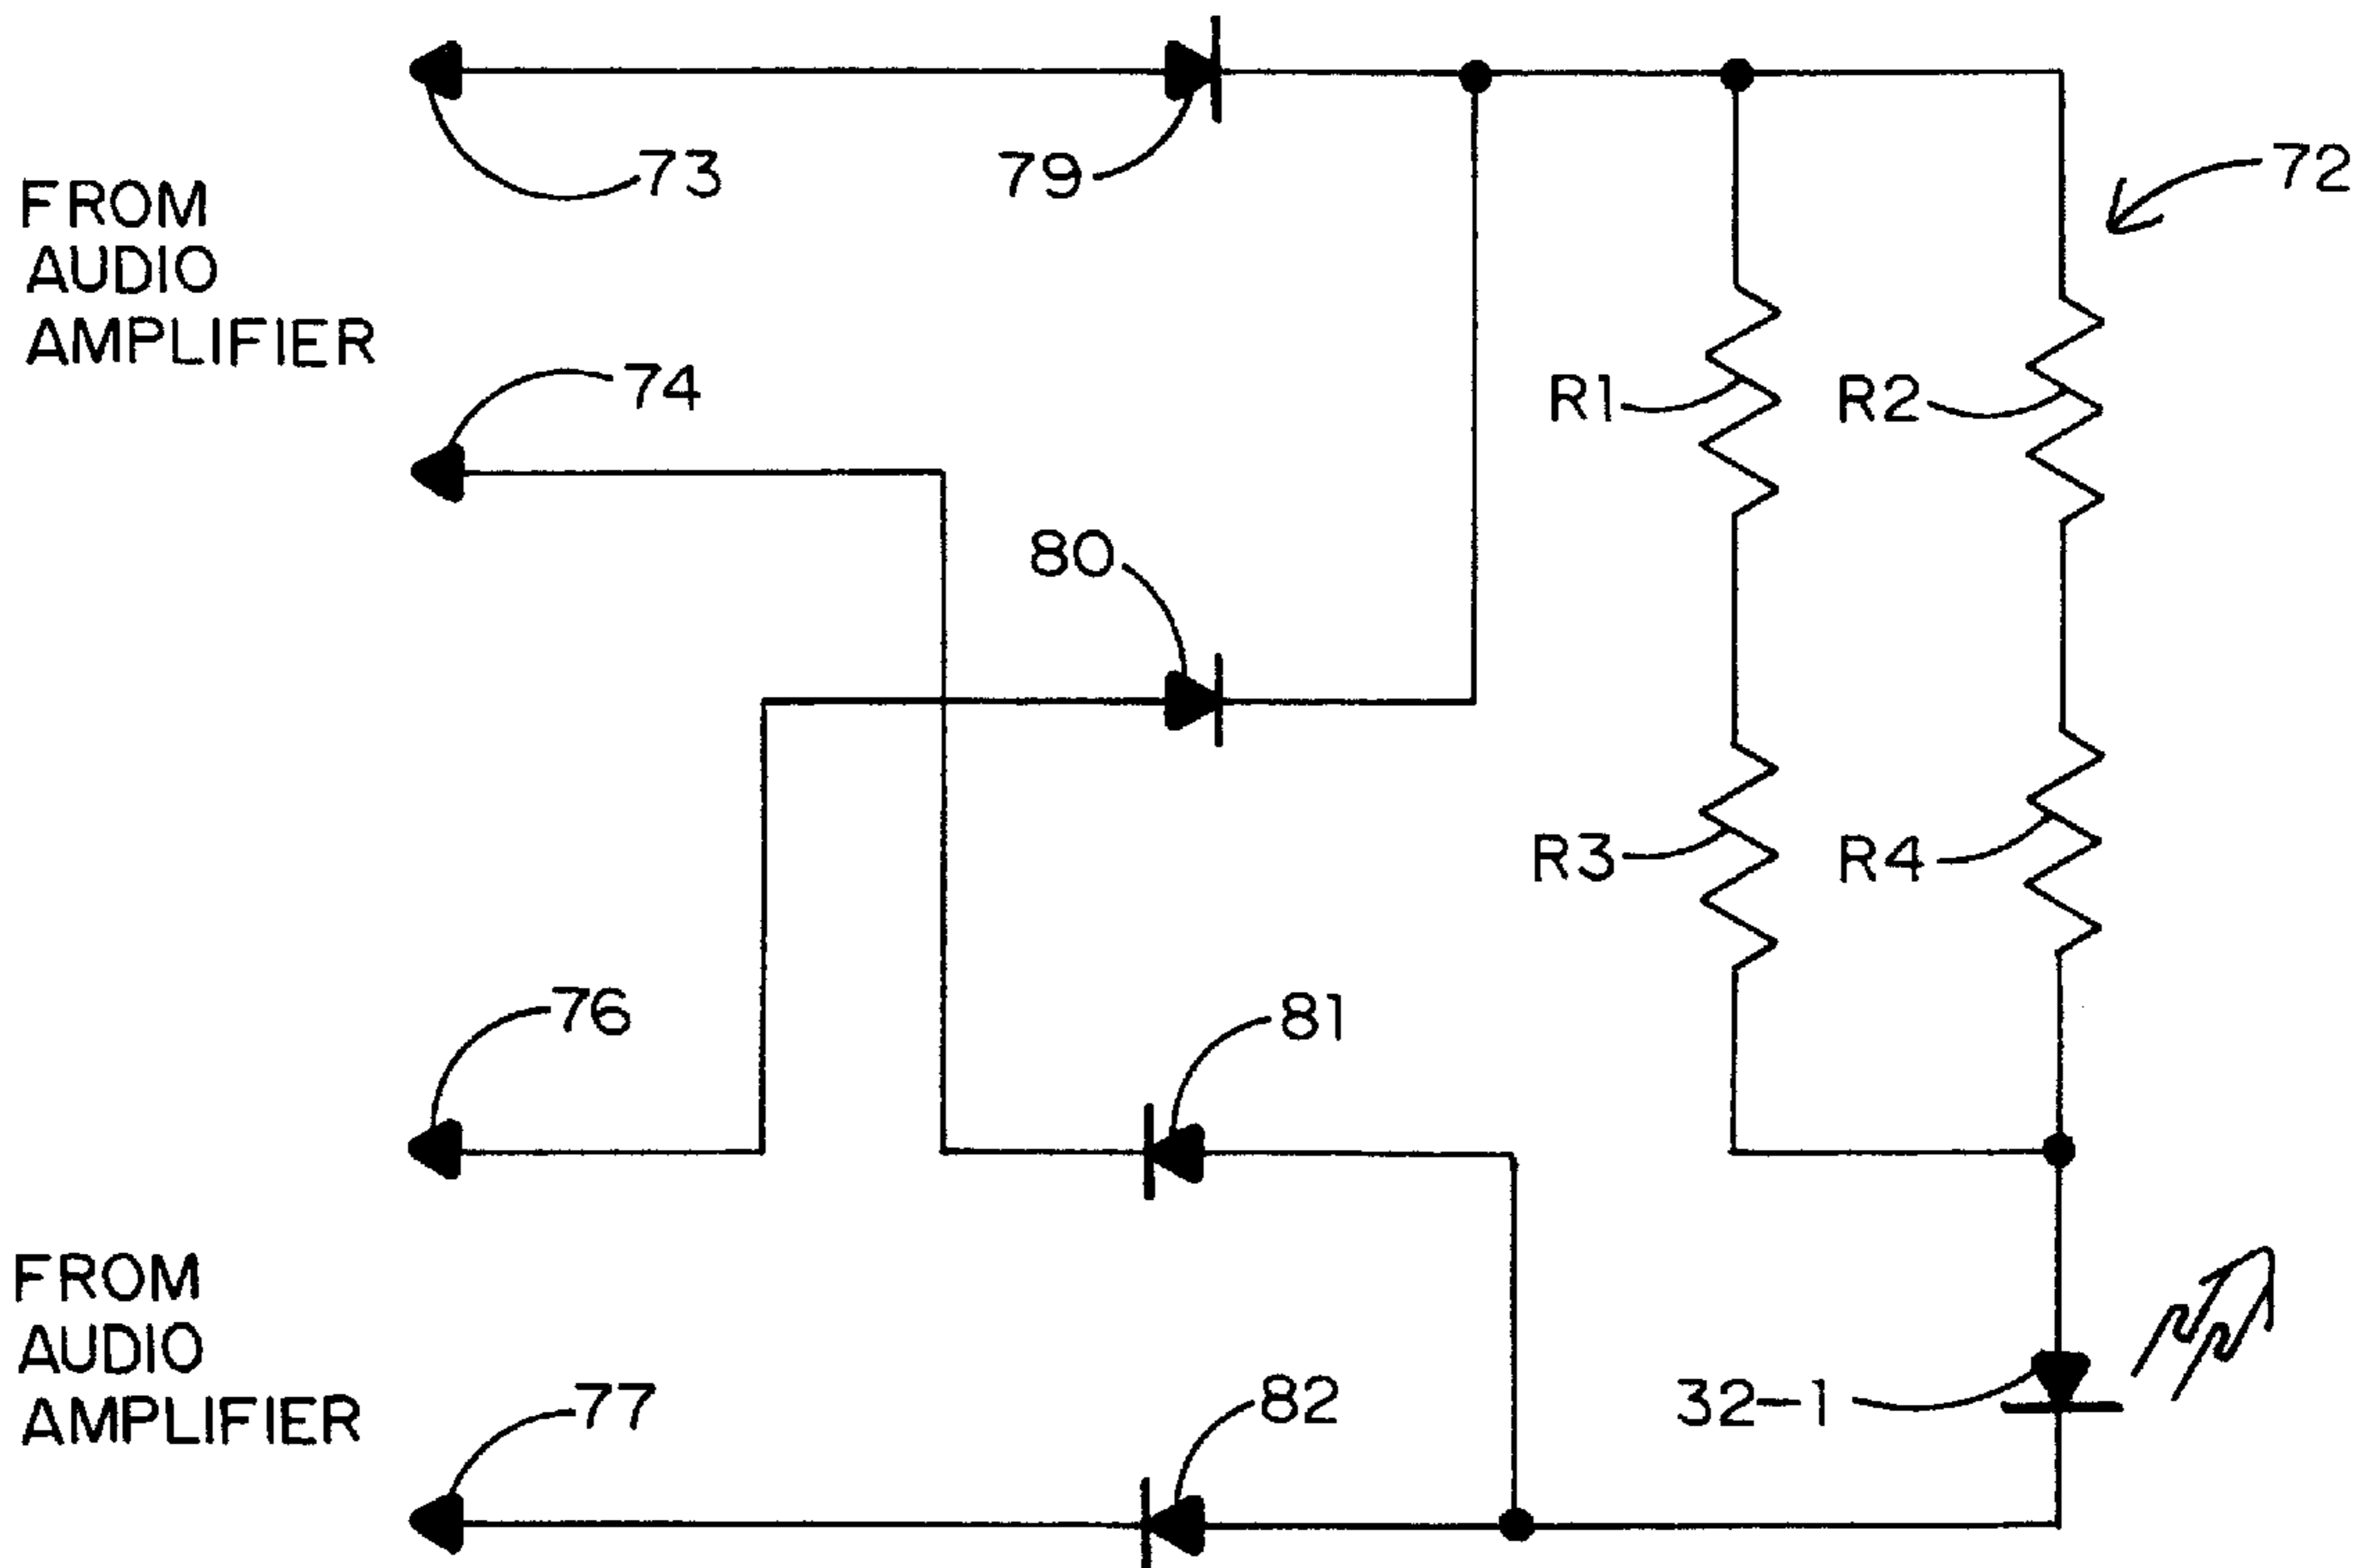 73
79
72
FROM
AUDIO
AMPLIFIER
74
R1
R2
80
R3
R4
76
81
FROM
AUDIO
AMPLIFIER
77
82
32-1